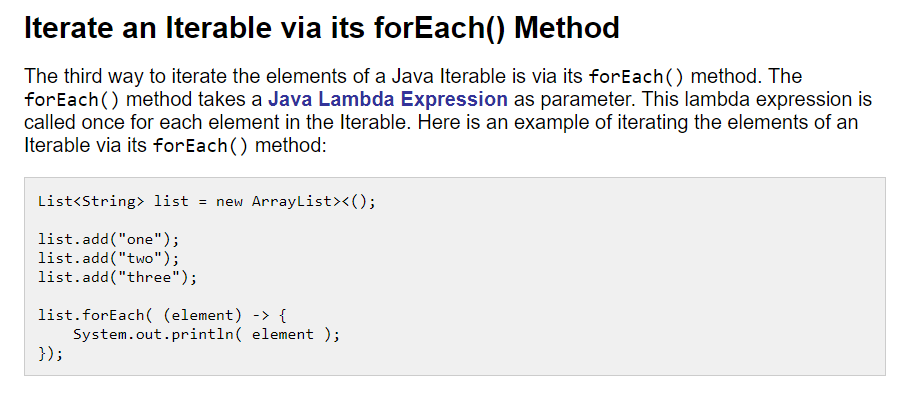 Iterate an Iterable via its forEach() Method
The third way to iterate the elements of a Java Iterable is via its forEach() method. The
forEach() method takes a Java Lambda Expression as parameter. This lambda expression is
called once for each element in the Iterable. Here is an example of iterating the elements of an
Iterable via its forEach() method:
List<String> list = new ArrayList><();
list.add("one");
list.add("two");
list.add("three");
list.forEach( (element) -> {
    System.out.println( element );
});